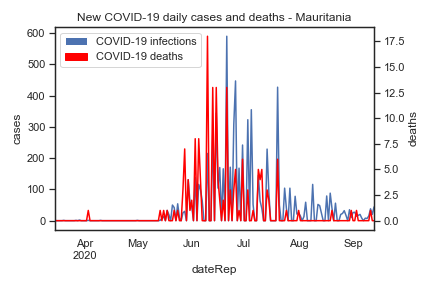 New COVID-19 daily cases and deaths - Mauritania
COVID-19 infections
COVID-19 deaths
600
500
400
300
200
100
0
cases
17.5
15.0
12.5
10.0
7.5
5.0
2.5
0.0
deaths
Apr May Jun Jul Aug Sep
2020
dateRep